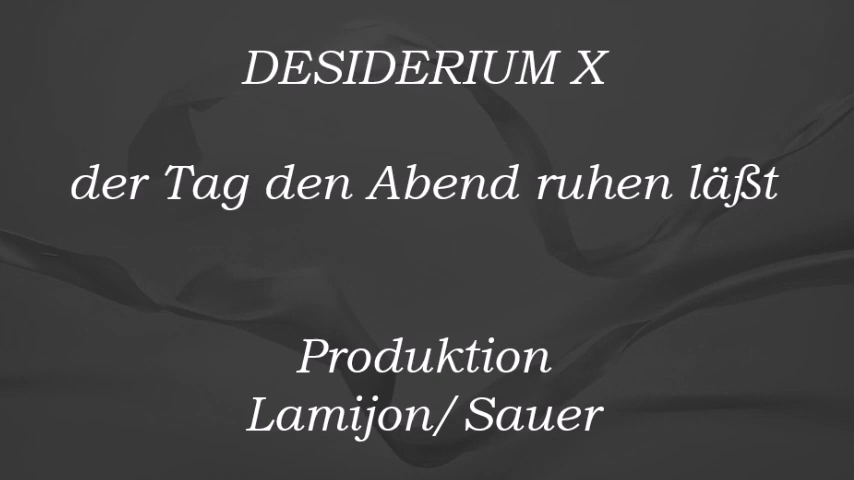 DESIDERIUM X
der Tag den Abend ruhen läßt
Produktion
Lamijon/ Sauer